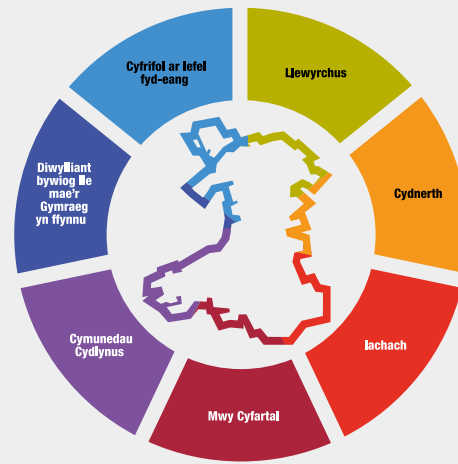 Cyfrifol ar lefel
fyd-eang
Llewyrchus
Cydnerth
Iachach
Mwy Cyfartal
Cymunedau
Cydlynus
Diwylliant
bywiog lle
mae'r
Gymraeg
yn ffynnu